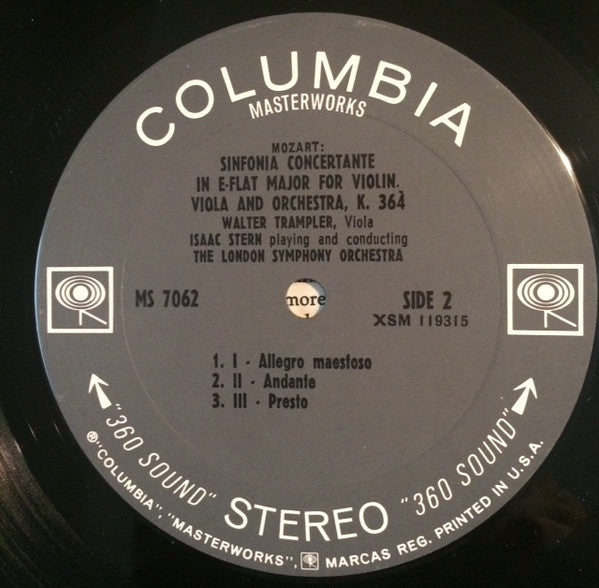 COLUMBIA
MASTERWORKS
MOZART:
SINFONIA CONCERTANTE
IN E-FLAT MAJOR FOR VIOLIN.
VIOLA AND ORCHESTRA, K. 364
WALTER TRAMPLER, Viola
ISAAC STERN playing and conducting
THE LONDON SYMPHONY ORCHESTRA
MS 7062
more
SIDE 2
XSM 119315
1. I - Allegro maestoso
2. II - Andante
3. III - Presto
"360 SOUND" STEREO "360 SOUND"
®"COLUMBIA", "MASTERWORKS", MARCAS REG. PRINTED IN U.S.A.